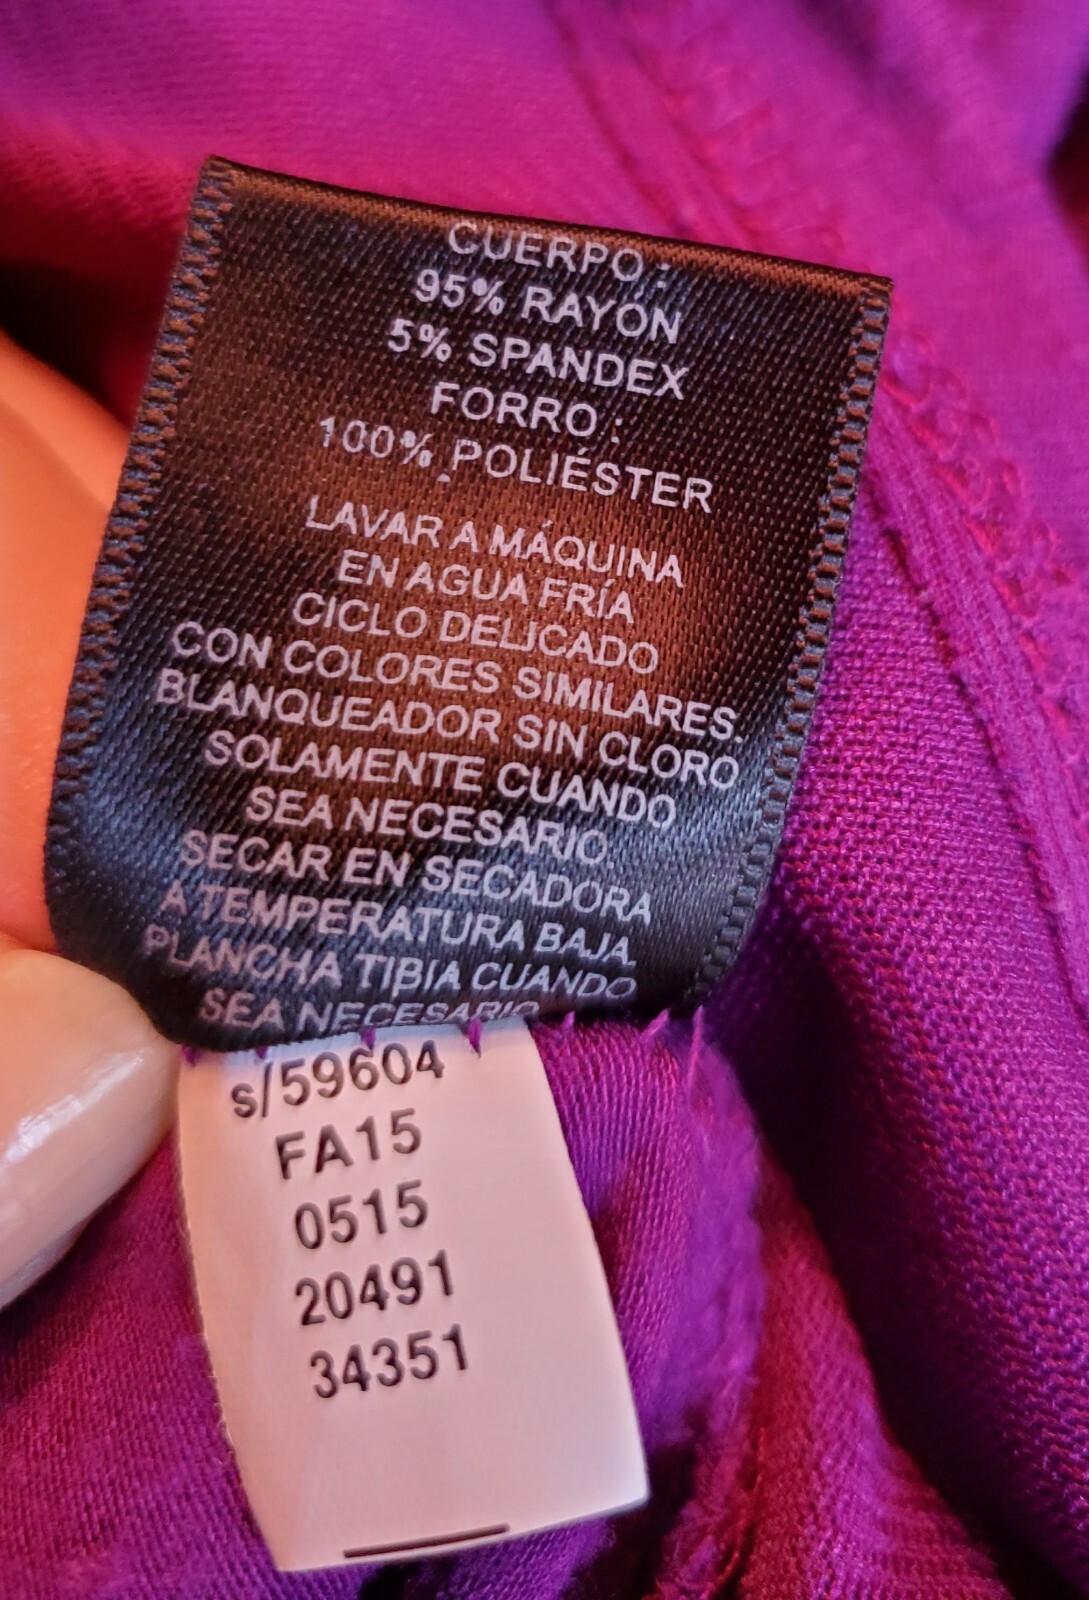 CUERPO :
95% RAYÓN
5% SPANDEX
FORRO :
100% POLIÉSTER
LAVAR A MÁQUINA
EN AGUA FRÍA
CICLO DELICADO
CON COLORES SIMILARES.
BLANQUEADOR SIN CLORO
SOLAMENTE CUANDO
SEA NECESARIO.
SECAR EN SECADORA
A TEMPERATURA BAJA.
PLANCHA TIBIA CUANDO
SEA NECESARIO
s/59604
FA15
0515
20491
34351